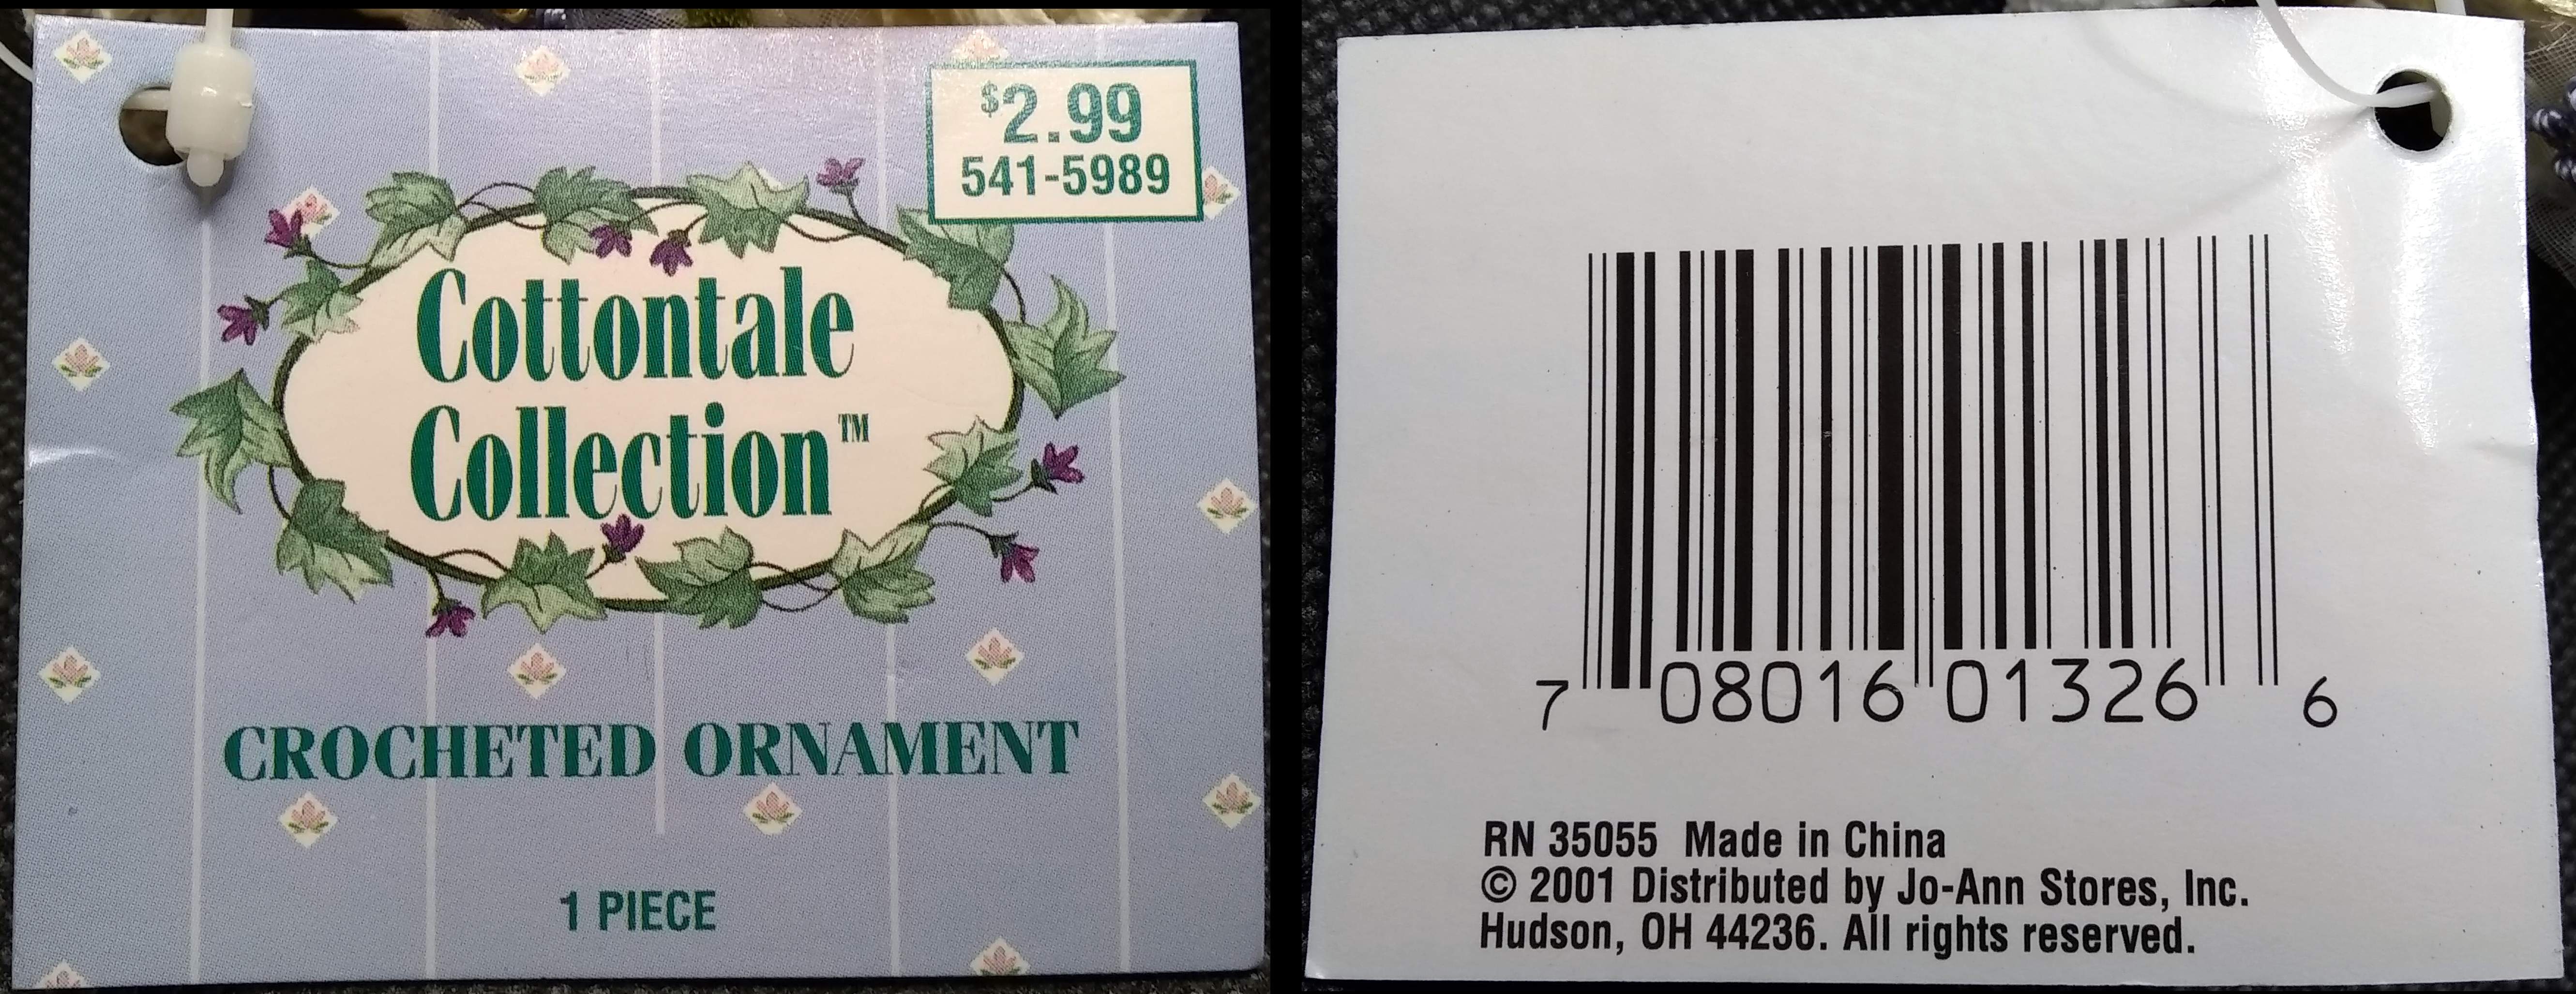 $2.99
541-5989
Cottontale
Collection™
CROCHETED ORNAMENT
1 PIECE
7 08016 01326 6
RN 35055 Made in China
© 2001 Distributed by Jo-Ann Stores, Inc.
Hudson, OH 44236. All rights reserved.